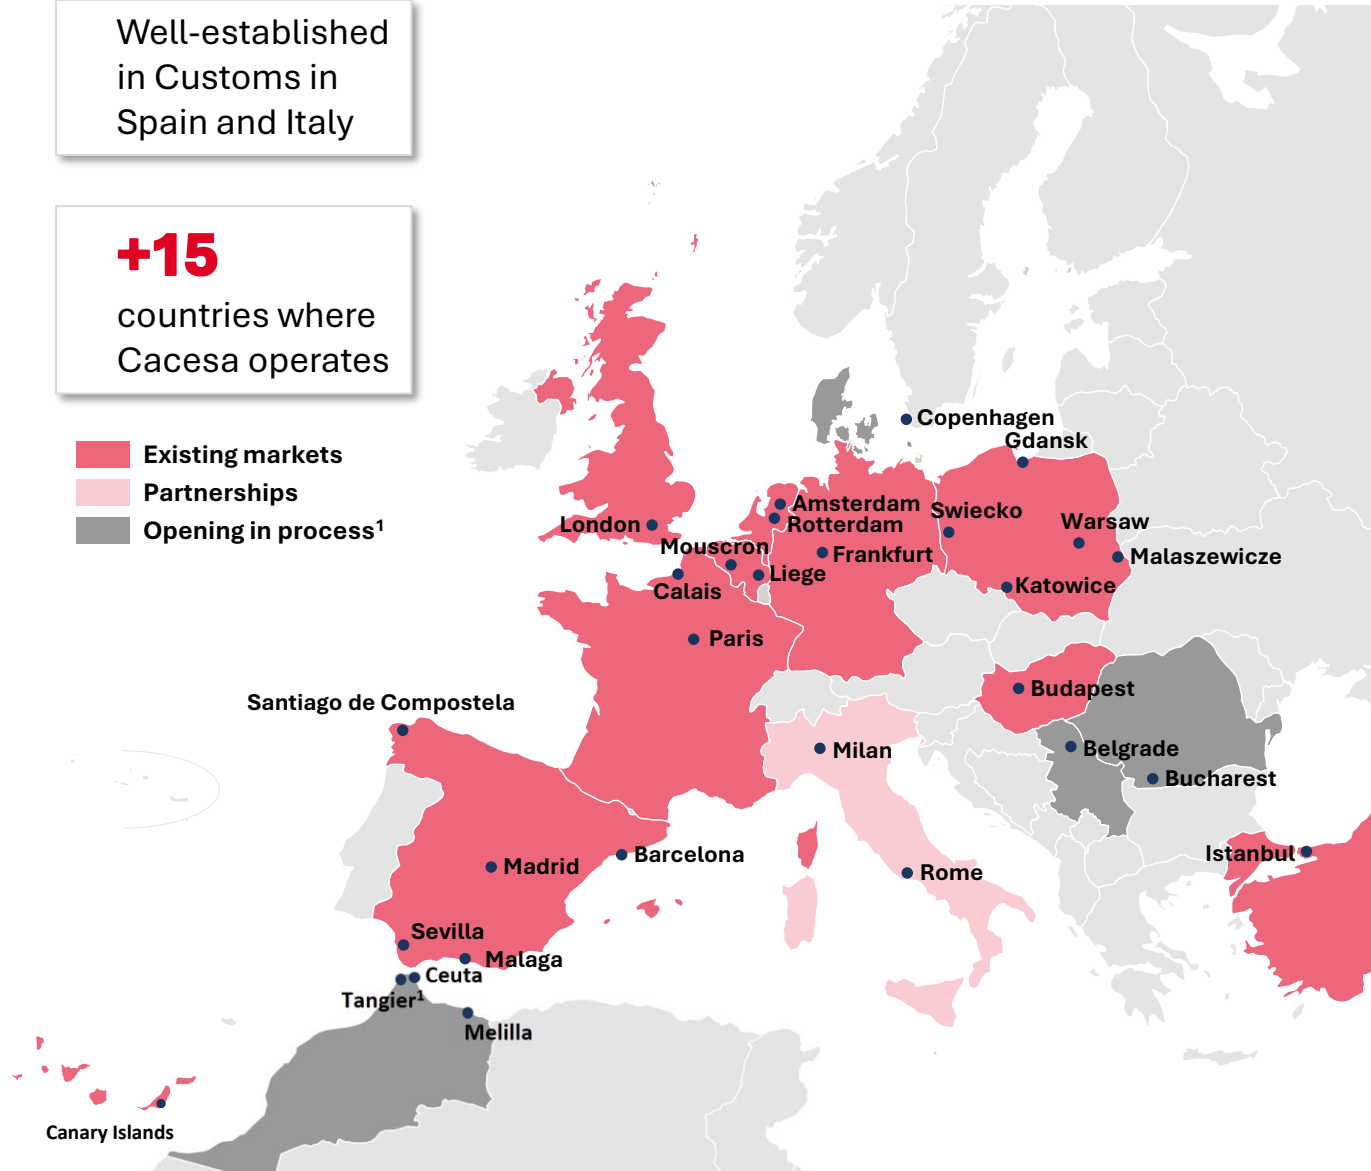 Well-established
in Customs in
Spain and Italy
+15
countries where
Cacesa operates
Existing markets
Partnerships
Opening in process¹
Copenhagen
Gdansk
Amsterdam
Swiecko
Rotterdam
London
Warsaw
Mouscron
Frankfurt
Malaszewicze
Liege
Calais
Katowice
Paris
Santiago de Compostela
Budapest
Milan
Belgrade
Bucharest
Istanbul
Barcelona
Madrid
Rome
Sevilla
Malaga
Ceuta
Tangier¹
Melilla
Canary Islands